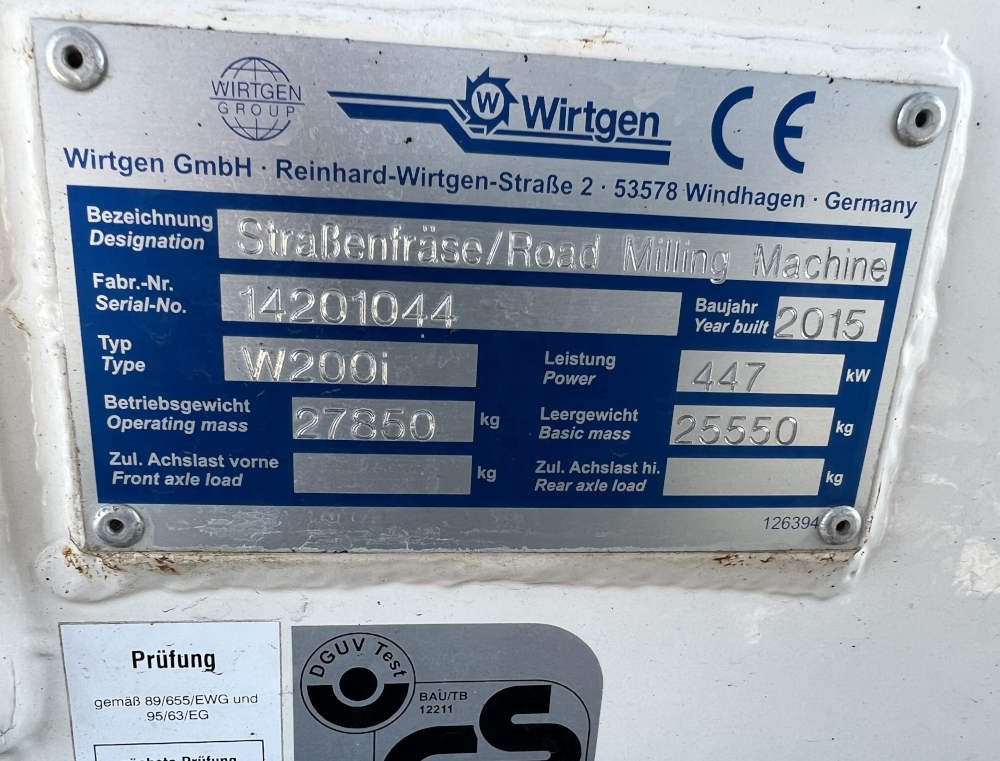 WIRTGEN
GROUP
W Wirtgen CE
Wirtgen GmbH · Reinhard-Wirtgen-Straße 2 · 53578 Windhagen · Germany
Bezeichnung
Designation
Straßenfräse/Road Milling Machine
Fabr.-Nr.
Serial-No.
14201044
Baujahr
Year built
2015
Typ
Type
W200i
Leistung
Power
447 kW
Betriebsgewicht
Operating mass
27850 kg
Leergewicht
Basic mass
25550 kg
Zul. Achslast vorne
Front axle load
kg
Zul. Achslast hi.
Rear axle load
kg
126394
Prüfung
gemäß 89/655/EWG und
95/63/EG
DGUV Test
BAU/TB
12211
GS